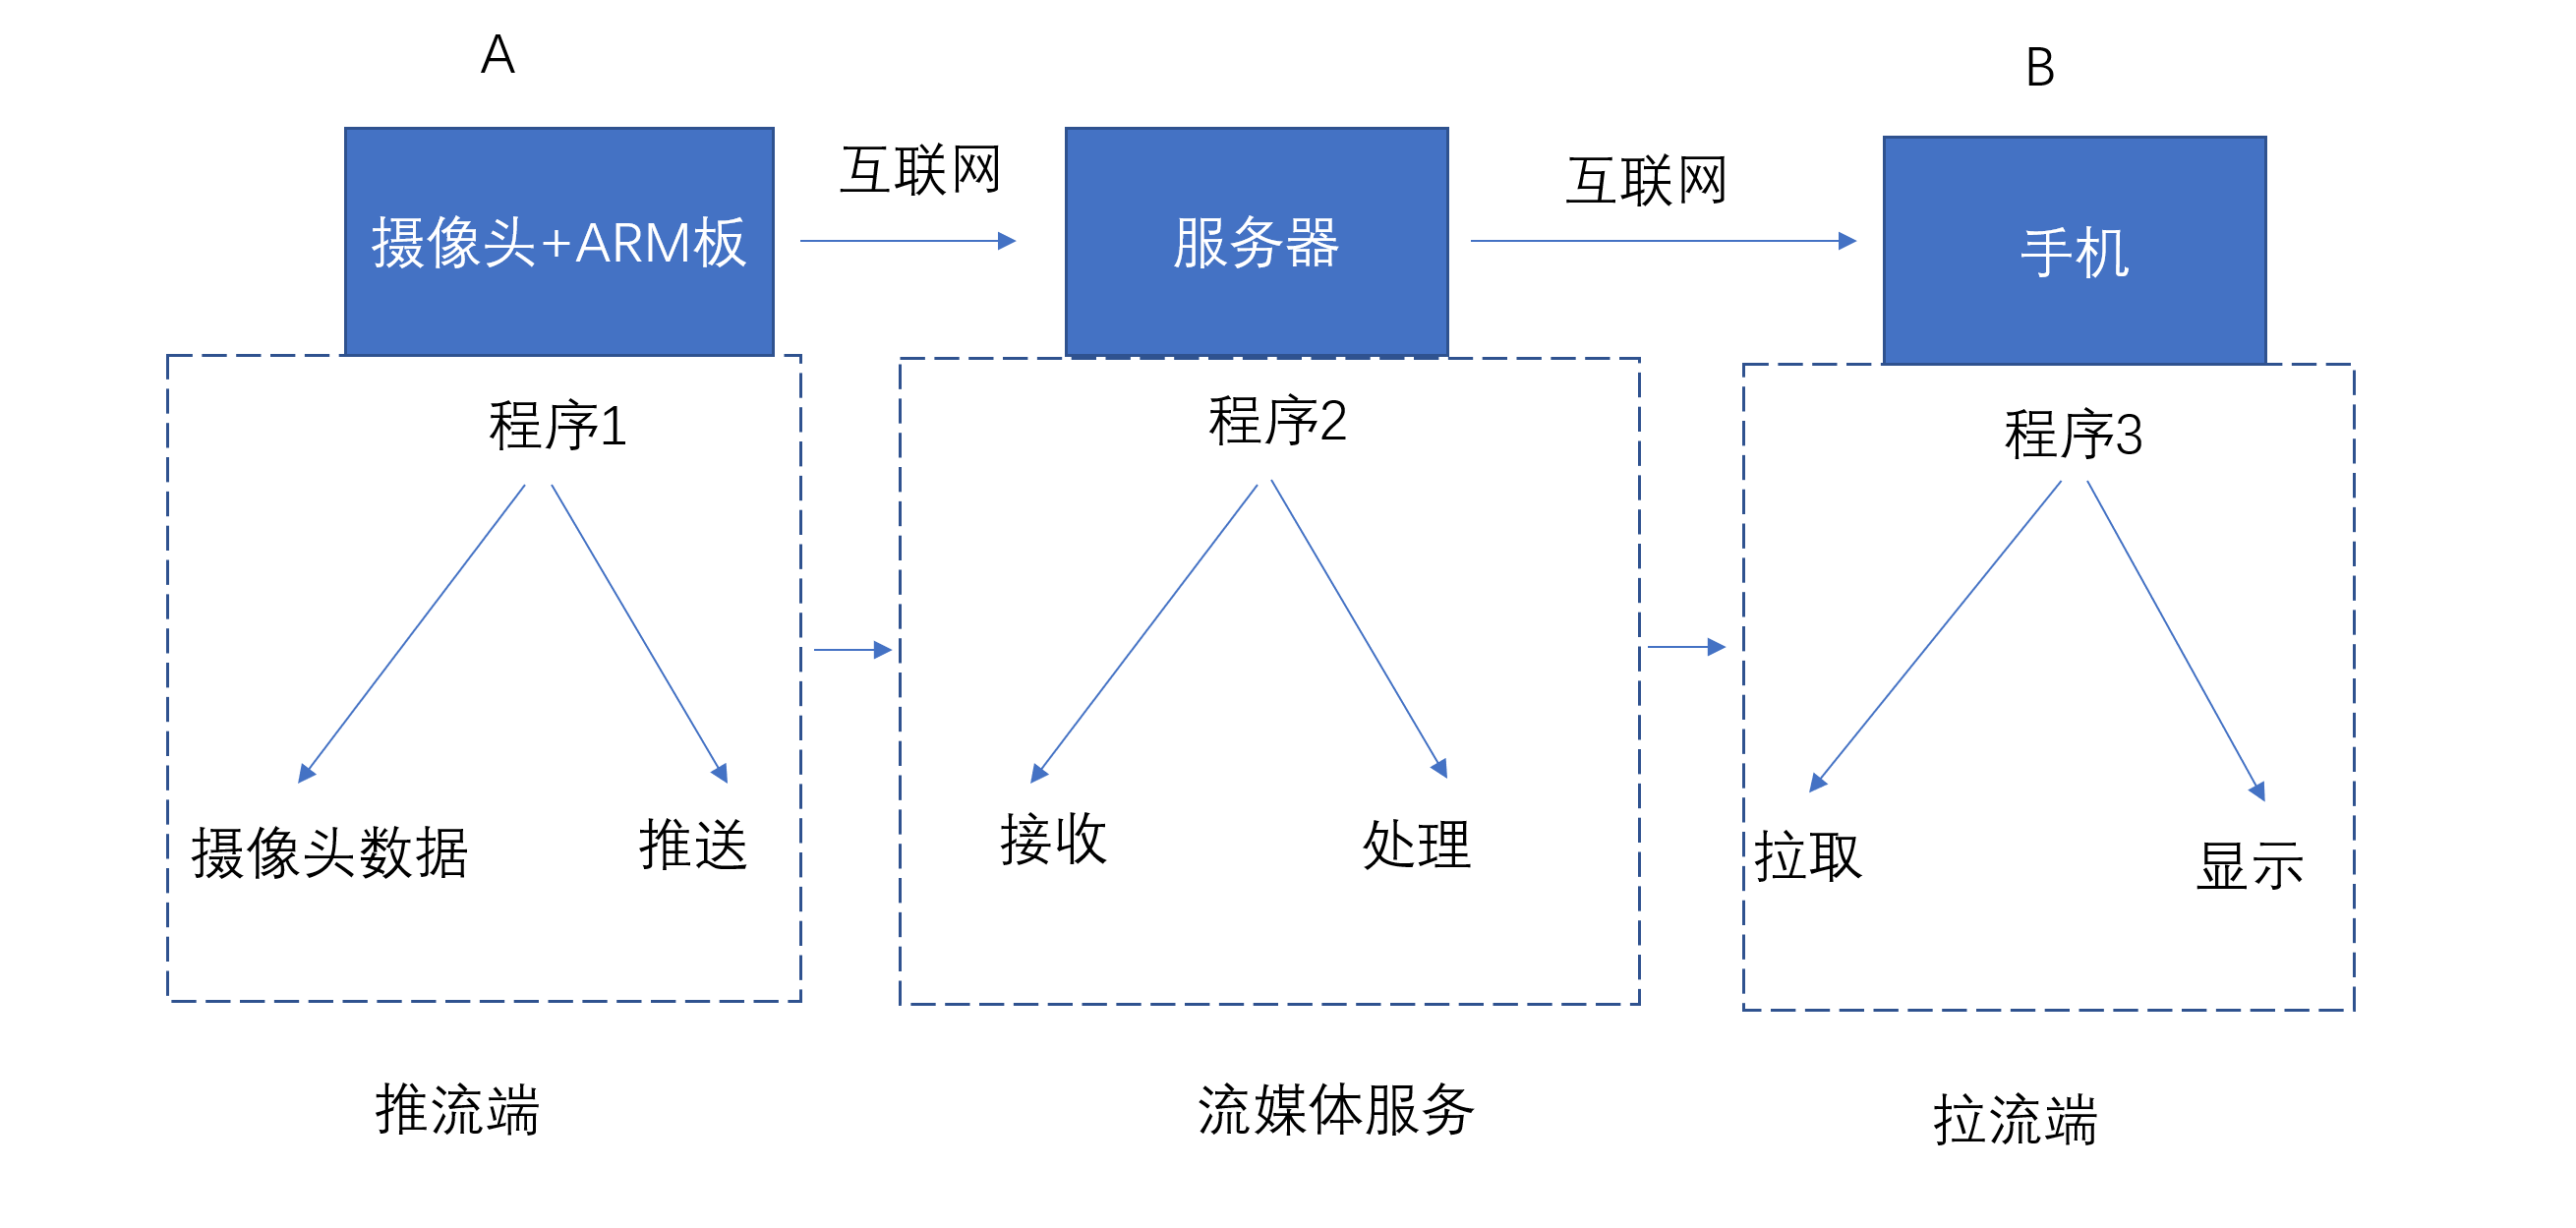 A
B
摄像头+ARM板
互联网
服务器
互联网
手机
程序1
程序2
程序3
摄像头数据
推送
接收
处理
拉取
显示
推流端
流媒体服务
拉流端